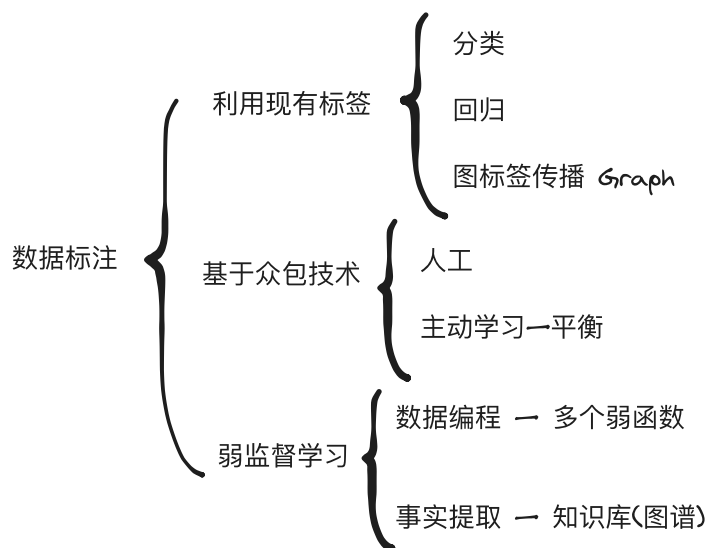 分类
利用现有标签
回归
图标签传播 Graph
数据标注
人工
基于众包技术
主动学习—平衡
数据编程 — 多个弱函数
弱监督学习
事实提取 — 知识库(图谱)